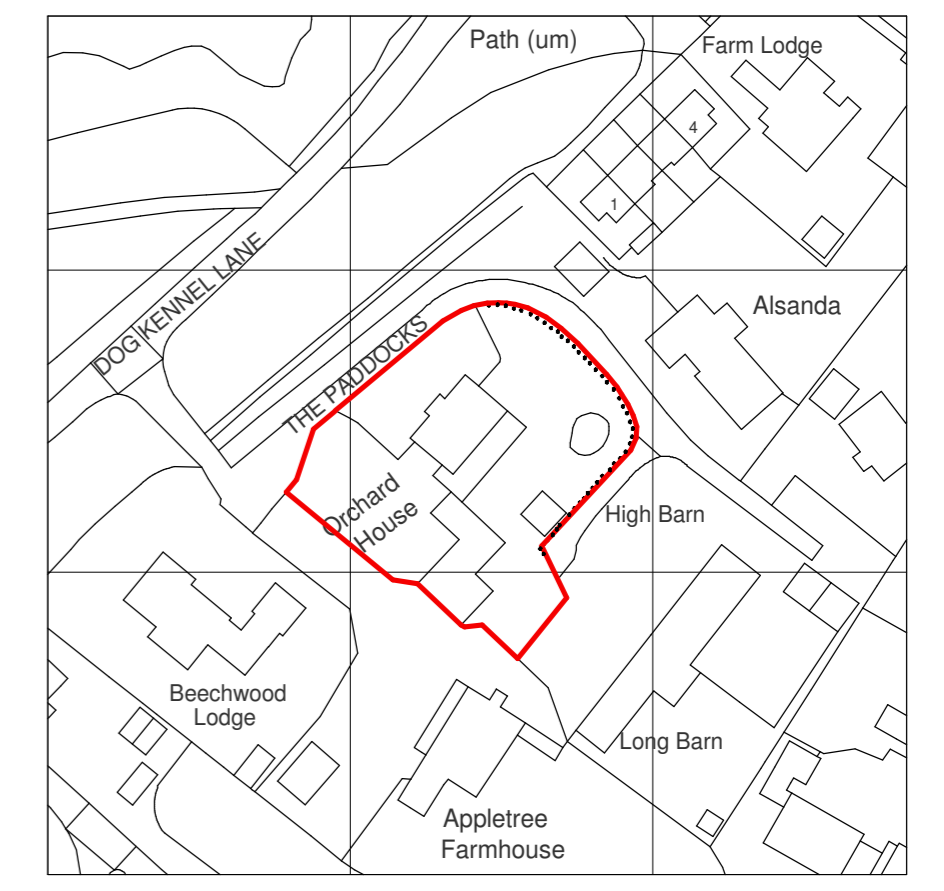 Path (um)
Farm Lodge
4
1
DOG KENNEL LANE
Alsanda
THE PADDOCKS
Orchard
House
High Barn
Beechwood
Lodge
Long Barn
Appletree
Farmhouse